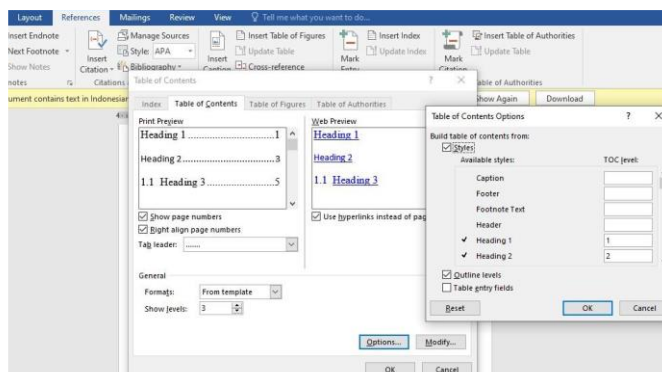 Layout References Mailings Review View Tell me what you want to do...
nsert Endnote
Next Footnote
Show Notes
notes
Insert
Citation
Manage Sources
Style: APA
Bibliography
Citations
Insert
Caption
Insert Table of Figures
Update Table
Cross-reference
Mark
Entry
Insert Index
Update Index
Mark
Citation
Insert Table of Authorities
Update Table
Table of Authorities
ument contains text in Indonesian
Show Again Download
Table of Contents ? ×
Index Table of Contents Table of Figures Table of Authorities
Print Preview
Heading 1 1
Heading 2 3
1.1 Heading 3 5
Web Preview
Heading 1
Heading 2
1.1 Heading 3
Show page numbers
Right align page numbers
Tab leader: .......
Use hyperlinks instead of pag
General
Formats: From template
Show levels: 3
Options... Modify...
OK Cancel
Table of Contents Options ? ×
Build table of contents from:
Styles
Available styles: TOC level:
Caption
Footer
Footnote Text
Header
Heading 1 1
Heading 2 2
Outline levels
Table entry fields
Reset OK Cancel